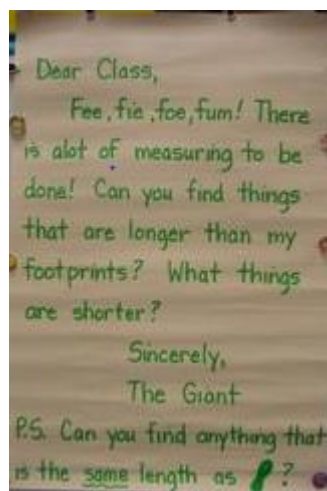 Dear Class,
Fee, fie, foe, fum! There
is alot of measuring to be
done! Can you find things
that are longer than my
footprints? What things
are shorter?
Sincerely,
The Giant
P.S. Can you find anything that
is the same length as ?